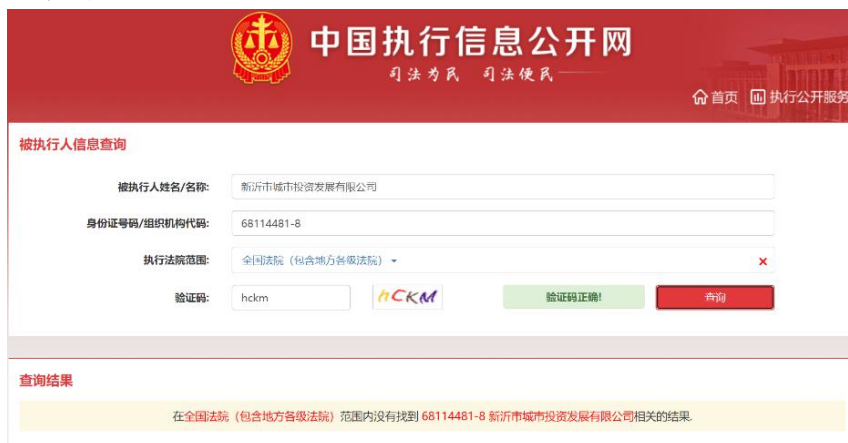 中国执行信息公开网
司法为民 司法便民
首页 执行公开服务
被执行人信息查询
被执行人姓名/名称: 新沂市城市投资发展有限公司
身份证号码/组织机构代码: 68114481-8
执行法院范围: 全国法院（包含地方各级法院）
验证码: hckm hCKM 验证码正确! 查询
查询结果
在全国法院（包含地方各级法院）范围内没有找到 68114481-8 新沂市城市投资发展有限公司相关的结果.